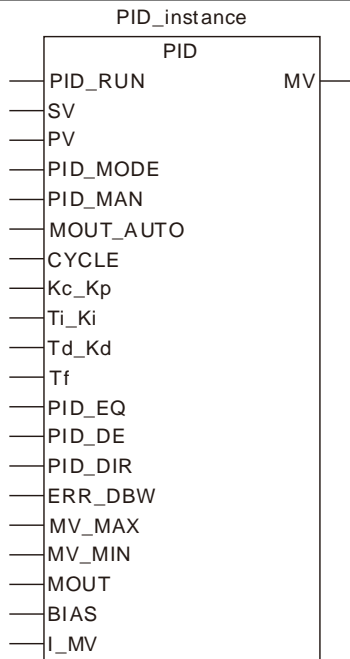 PID_instance
PID
PID_RUN MV
SV
PV
PID_MODE
PID_MAN
MOUT_AUTO
CYCLE
Kc_Kp
Ti_Ki
Td_Kd
Tf
PID_EQ
PID_DE
PID_DIR
ERR_DBW
MV_MAX
MV_MIN
MOUT
BIAS
I_MV